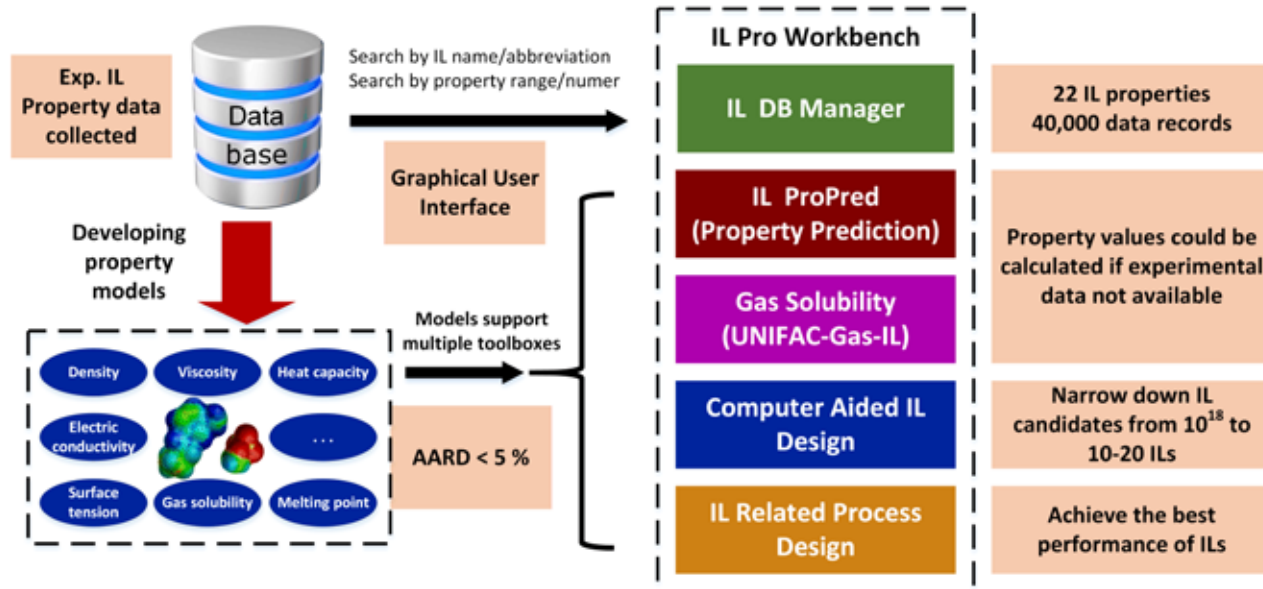 Exp. IL
Property data
collected
Data
base
Search by IL name/abbreviation
Search by property range/numer
Graphical User
Interface
Developing
property
models
Density
Viscosity
Heat capacity
Electric
conductivity
...
Surface
tension
Gas solubility
Melting point
Models support
multiple toolboxes
AARD < 5 %
IL Pro Workbench
IL DB Manager
IL ProPred
(Property Prediction)
Gas Solubility
(UNIFAC-Gas-IL)
Computer Aided IL
Design
IL Related Process
Design
22 IL properties
40,000 data records
Property values could be
calculated if experimental
data not available
Narrow down IL
candidates from 10¹⁸ to
10-20 ILs
Achieve the best
performance of ILs